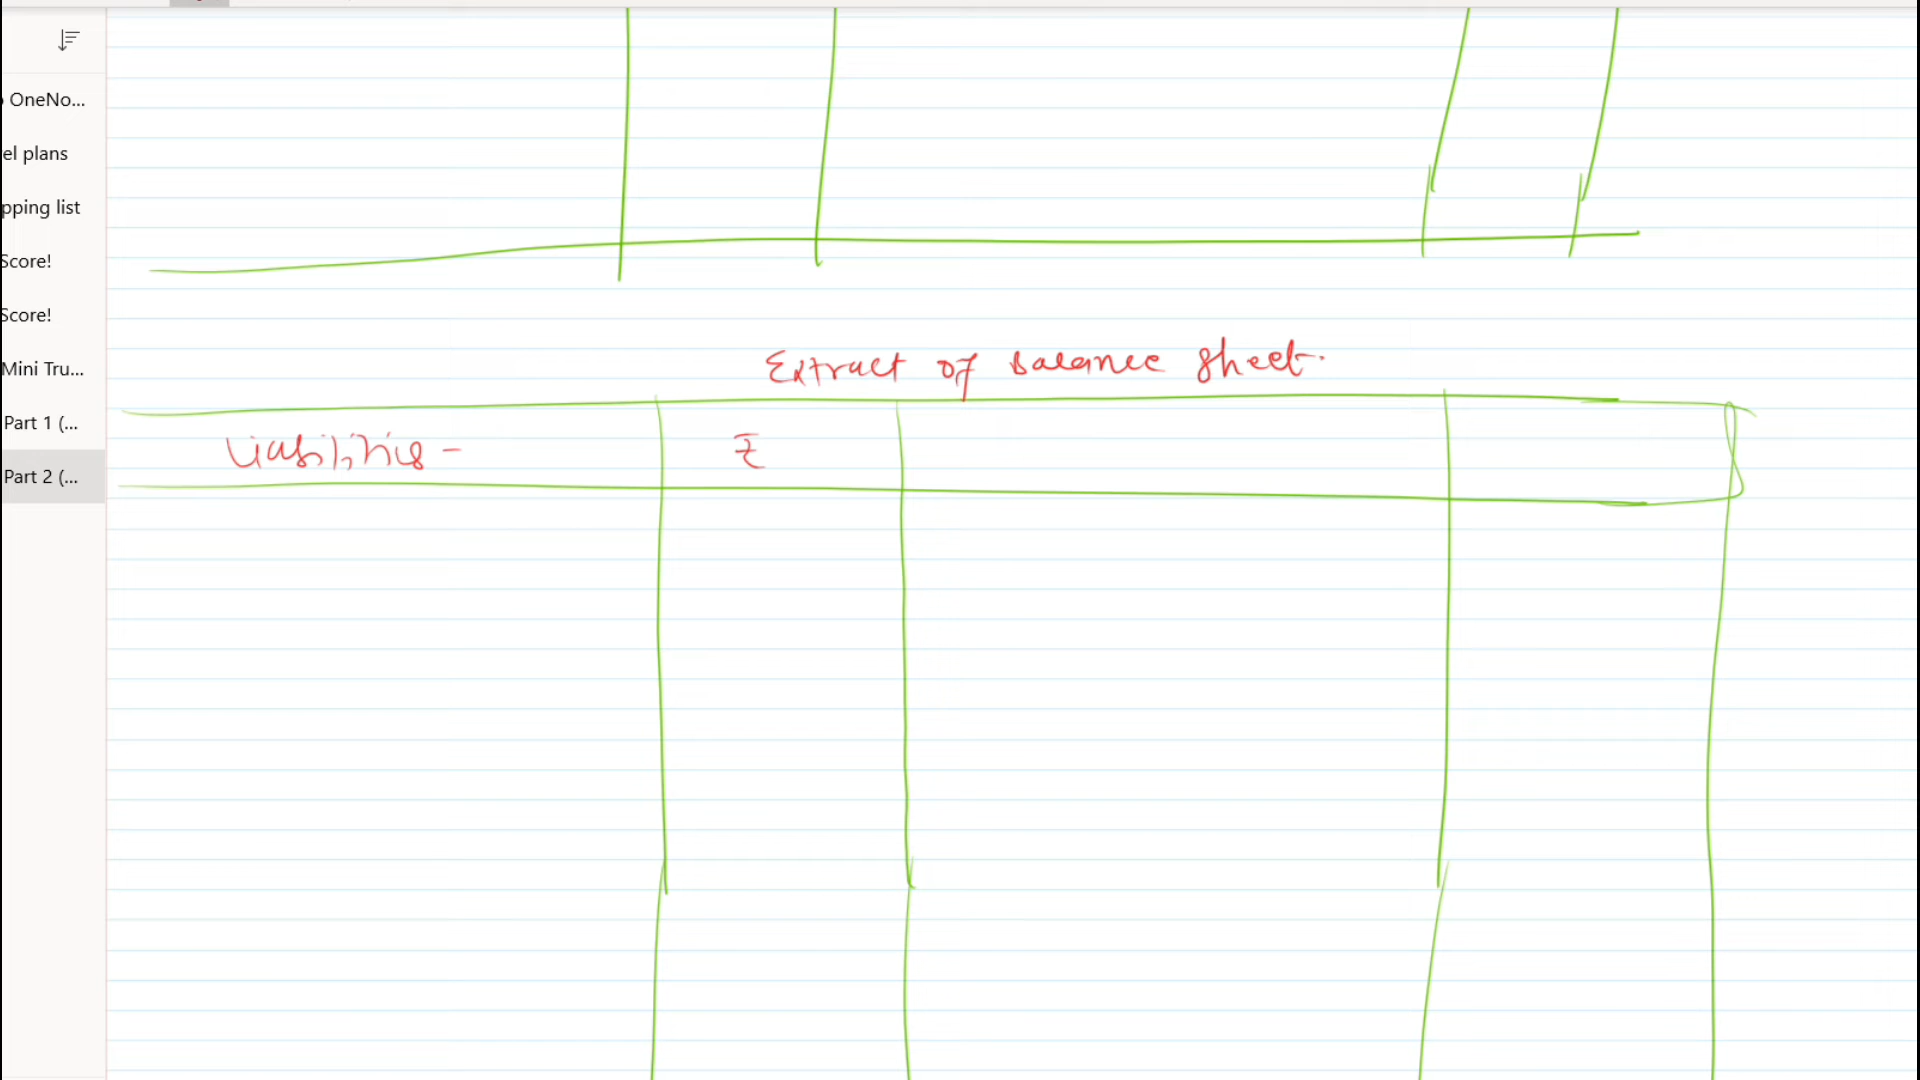 OneNo...
el plans
pping list
Score!
Score!
Mini Tru...
Part 1 (...
Part 2 (...
Extract of Balance Sheet.
Liabilities -
₹